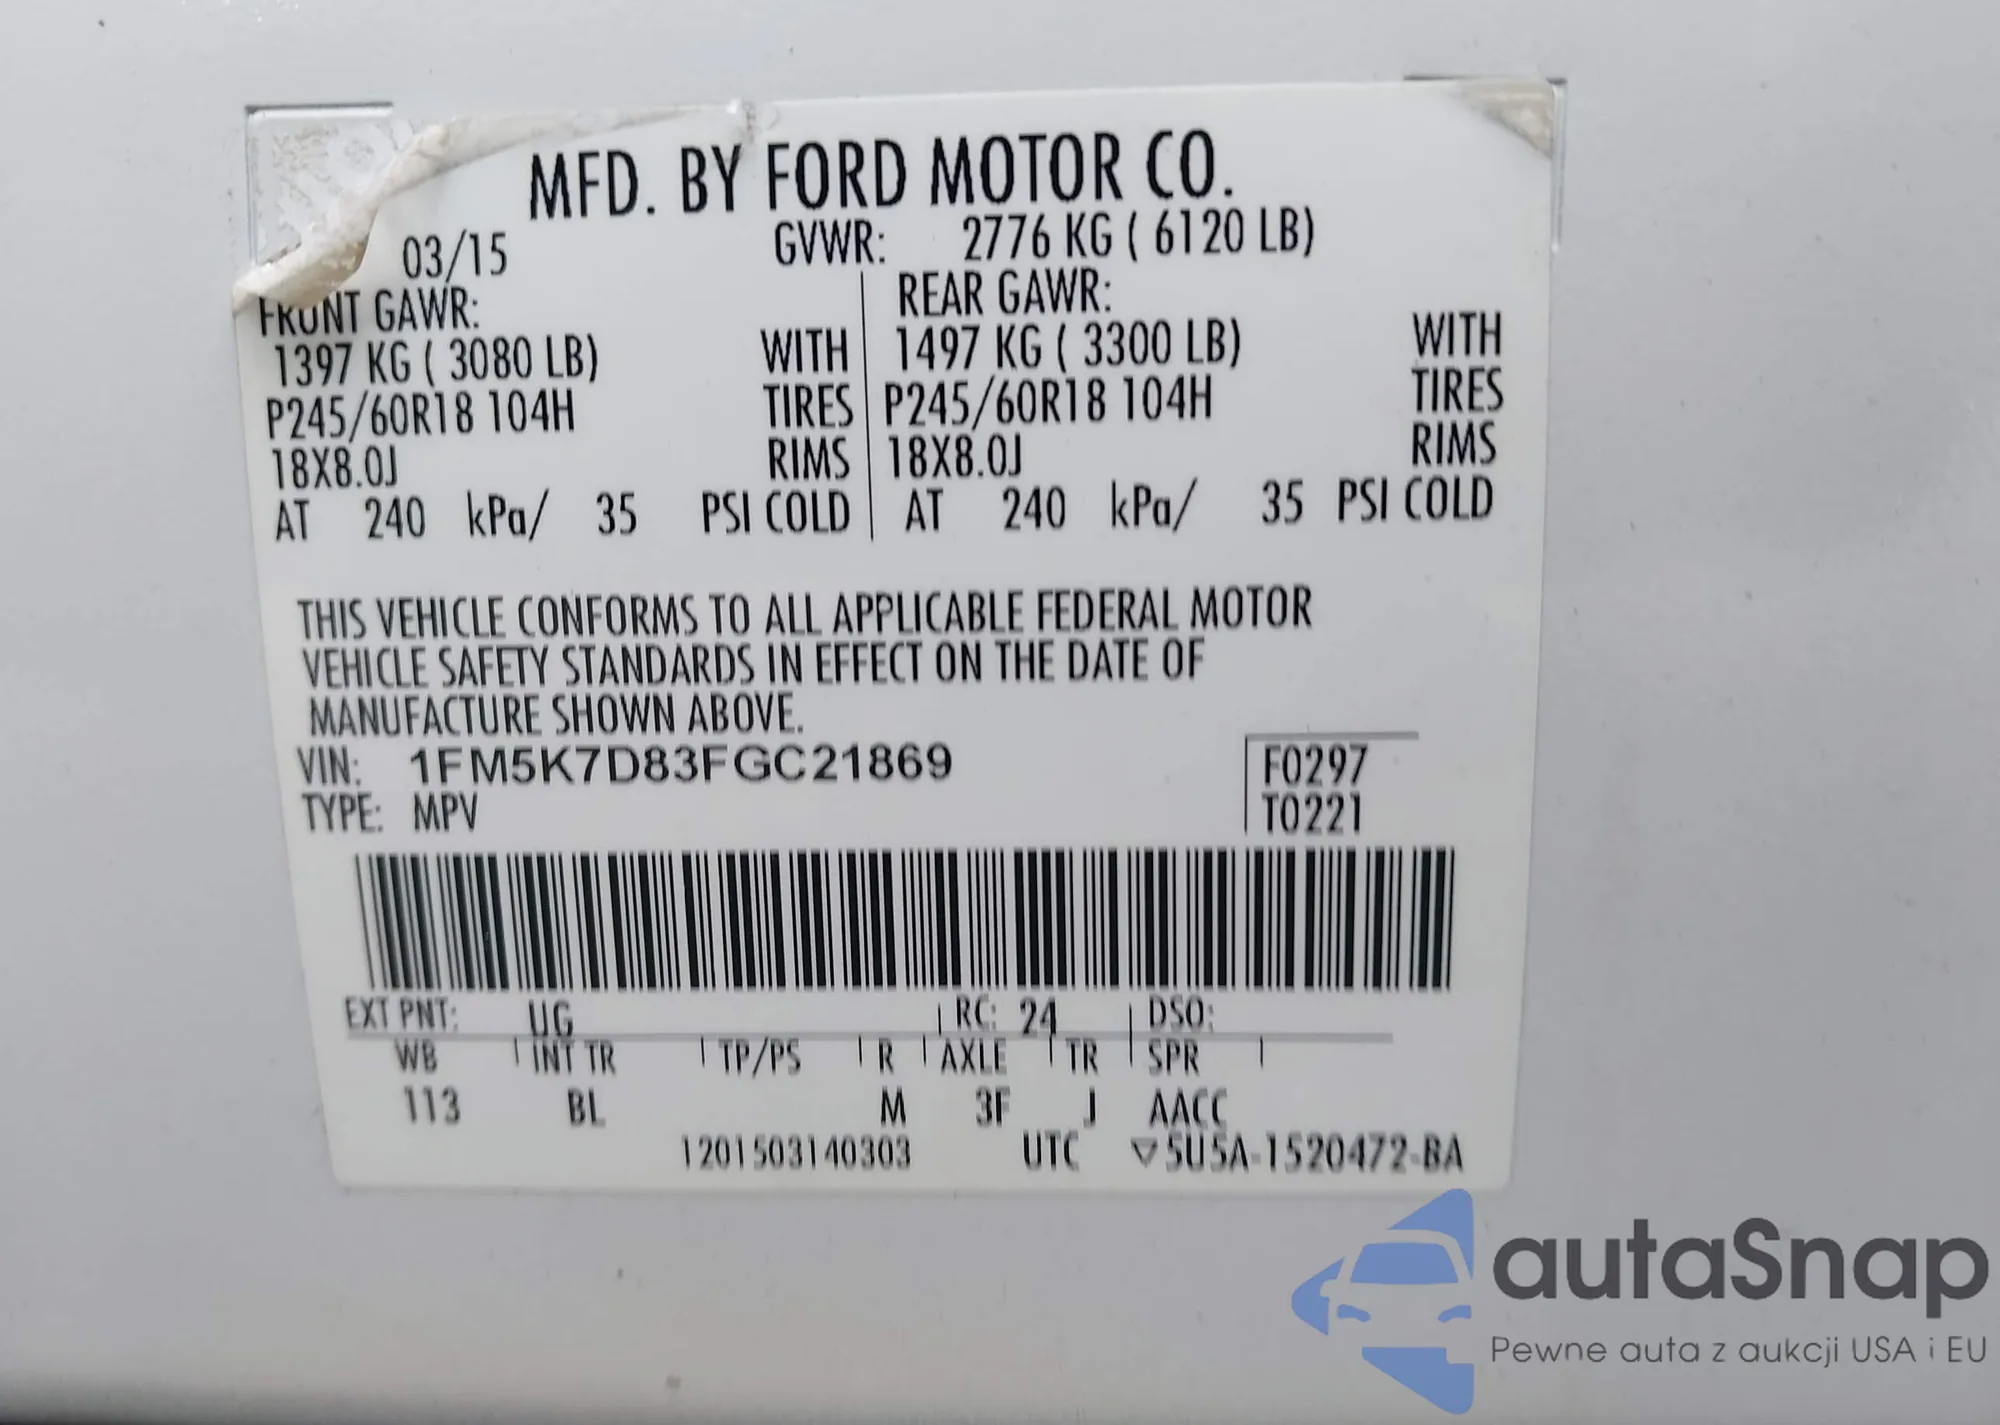 MFD. BY FORD MOTOR CO.
03/15 GVWR: 2776 KG ( 6120 LB)
FRONT GAWR: REAR GAWR:
1397 KG ( 3080 LB) WITH 1497 KG ( 3300 LB) WITH
P245/60R18 104H TIRES P245/60R18 104H TIRES
18X8.0J RIMS 18X8.0J RIMS
AT 240 kPa/ 35 PSI COLD AT 240 kPa/ 35 PSI COLD
THIS VEHICLE CONFORMS TO ALL APPLICABLE FEDERAL MOTOR
VEHICLE SAFETY STANDARDS IN EFFECT ON THE DATE OF
MANUFACTURE SHOWN ABOVE.
VIN: 1FM5K7D83FGC21869 F0297
TYPE: MPV T0221
EXT PNT: UG RC: 24 DSO:
WB INT TR TP/PS R AXLE TR SPR
113 BL M 3F J AACC
1201503140303 UTC ▽5U5A-1520472-BA
autaSnap
Pewne auta z aukcji USA i EU